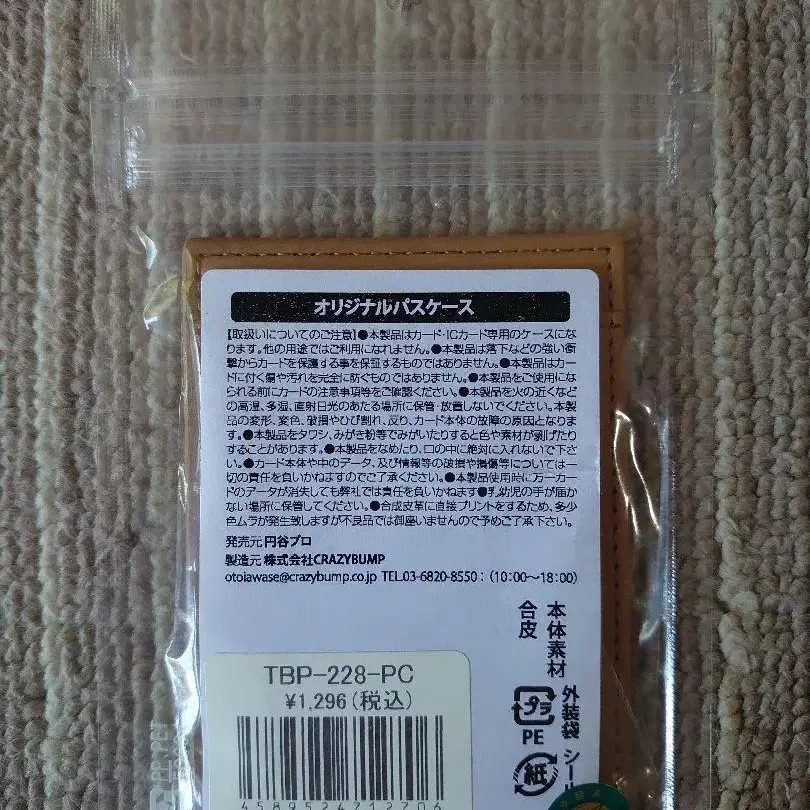 オリジナルパスケース
【取扱いについてのご注意】●本製品はカード・ICカード専用のケースにな
ります。他の用途ではご利用になれません。●本製品は落下などの強い衝
撃からカードを保護する事を保証するものではありません。●本製品はカー
ドに付く傷や汚れを完全に防ぐものではありません。●本製品をご使用にな
られる前にカードの注意事項等をご確認ください。●本製品を火の近くなど
の高温、多湿、直射日光のあたる場所に保管・放置しないでください。本製
品の変形、変色、破損やひび割れ、反り、カード本体の故障の原因となりま
す。●本製品をタワシ、みがき粉等でみがいたりすると色や素材が剥げたり
することがあります。●本製品をなめたり、口の中に絶対に入れないで下さ
い。●カード本体や中のデータ、及び情報等の破損や損傷等については一
切の責任を負いかねますのでご了承ください。●本製品使用時に万一カー
ドのデータが消失しても弊社では責任を負いかねます●乳幼児の手が届か
ない場所に保管してください。●合成皮革に直接プリントをするため、多少
色ムラが発生致しますが不良品では御座いませんので予めご了承下さい。
発売元 円谷プロ
製造元 株式会社CRAZYBUMP
otoiawase@crazybump.co.jp TEL.03-6820-8550：（10:00〜18:00）
本体素材
合皮
外装袋
プラ
PE
シール
紙
TBP-228-PC
¥1,296(税込)
4589524712706